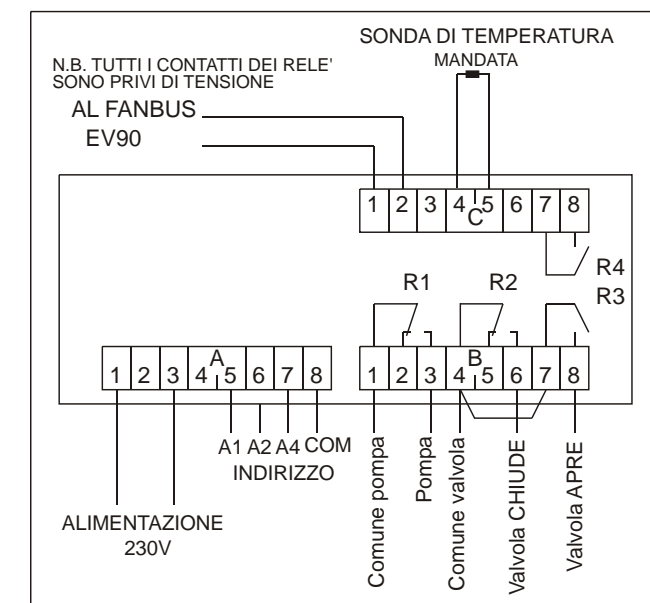 SONDA DI TEMPERATURA
MANDATA
N.B. TUTTI I CONTATTI DEI RELE'
SONO PRIVI DI TENSIONE
AL FANBUS
EV90
1 2 3 4 5 6 7 8
C
R4
R1 R2 R3
A
1 2 3 4 5 6 7 8
B
1 2 3 4 5 6 7 8
A1 A2 A4 COM
INDIRIZZO
ALIMENTAZIONE
230V
Comune pompa
Pompa
Comune valvola
Valvola CHIUDE
Valvola APRE